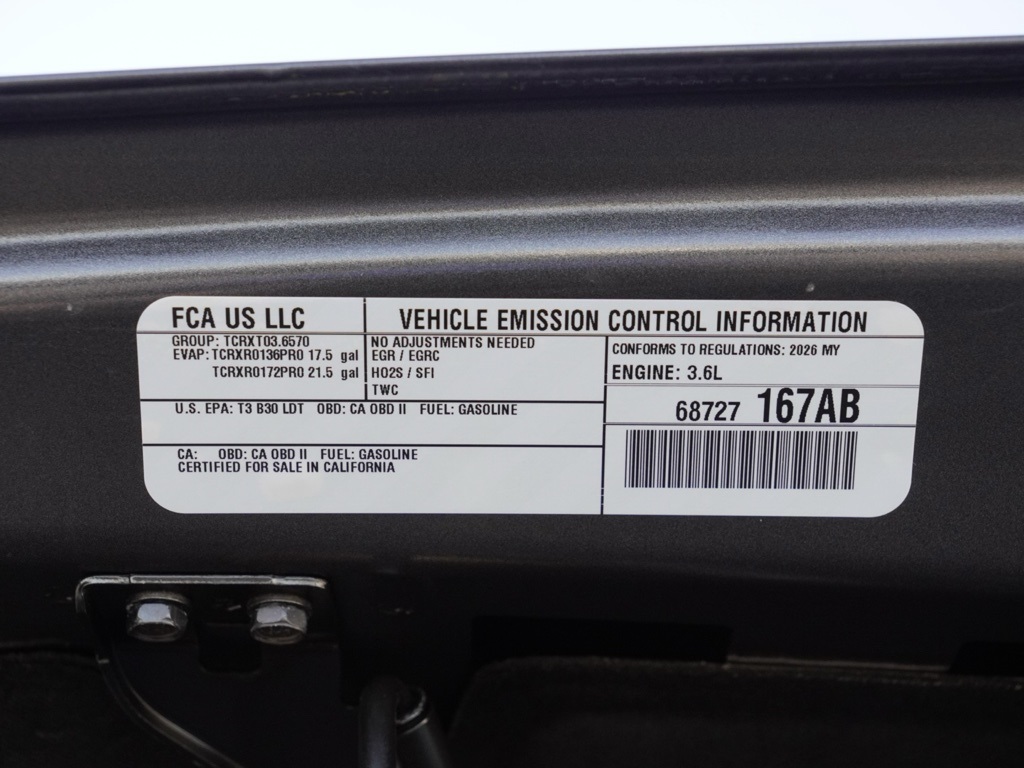 FCA US LLC
VEHICLE EMISSION CONTROL INFORMATION
GROUP: TCRXT03.6570
EVAP: TCRXR0136PR0 17.5 gal
TCRXR0172PR0 21.5 gal
NO ADJUSTMENTS NEEDED
EGR / EGRC
HO2S / SFI
TWC
CONFORMS TO REGULATIONS: 2026 MY
ENGINE: 3.6L
68727 167AB
U.S. EPA: T3 B30 LDT OBD: CA OBD II FUEL: GASOLINE
CA: OBD: CA OBD II FUEL: GASOLINE
CERTIFIED FOR SALE IN CALIFORNIA